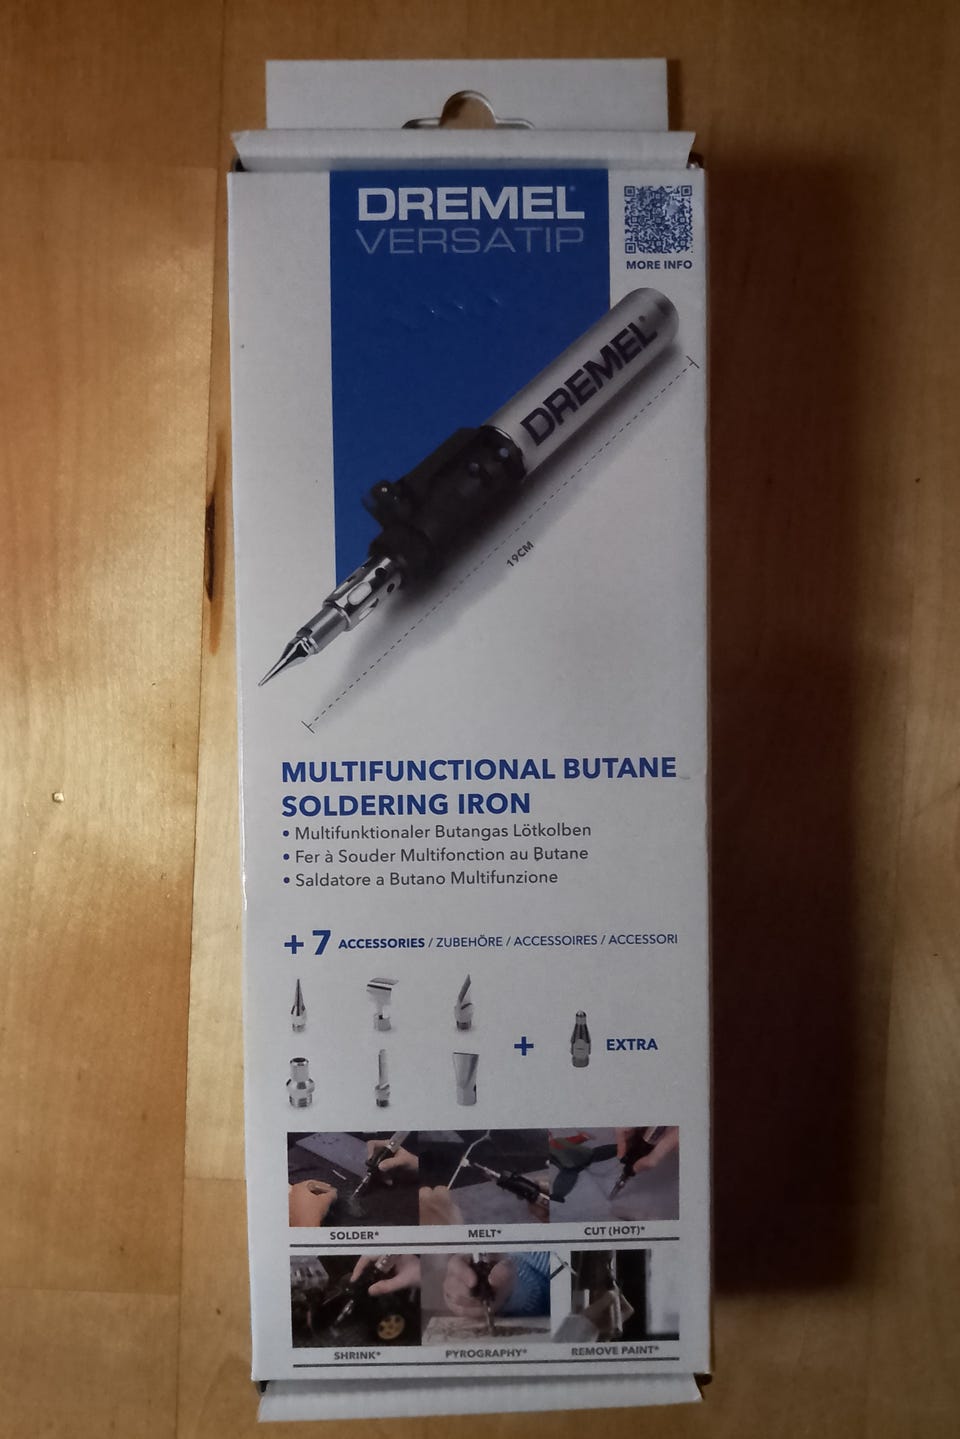 DREMEL®
VERSATIP
MORE INFO
DREMEL®
19CM
MULTIFUNCTIONAL BUTANE
SOLDERING IRON
• Multifunktionaler Butangas Lötkolben
• Fer à Souder Multifonction au Butane
• Saldatore a Butano Multifunzione
+ 7 ACCESSORIES / ZUBEHÖRE / ACCESSOIRES / ACCESSORI
+ EXTRA
SOLDER* MELT* CUT (HOT)*
SHRINK* PYROGRAPHY* REMOVE PAINT*